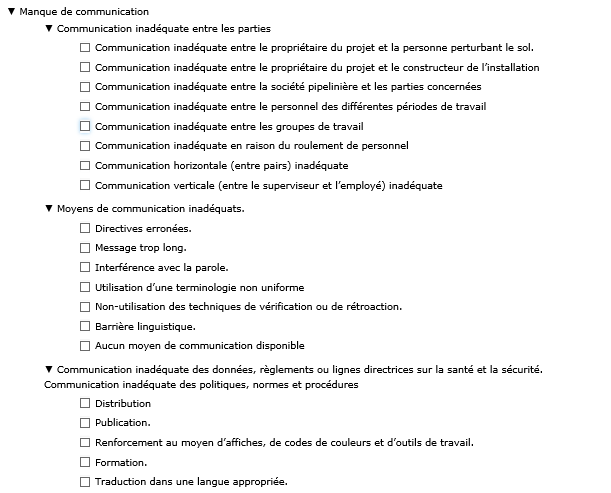 Manque de communication
Communication inadéquate entre les parties
Communication inadéquate entre le propriétaire du projet et la personne perturbant le sol.
Communication inadéquate entre le propriétaire du projet et le constructeur de l’installation
Communication inadéquate entre la société pipelinière et les parties concernées
Communication inadéquate entre le personnel des différentes périodes de travail
Communication inadéquate entre les groupes de travail
Communication inadéquate en raison du roulement de personnel
Communication horizontale (entre pairs) inadéquate
Communication verticale (entre le superviseur et l’employé) inadéquate
Moyens de communication inadéquats.
Directives erronées.
Message trop long.
Interférence avec la parole.
Utilisation d’une terminologie non uniforme
Non-utilisation des techniques de vérification ou de rétroaction.
Barrière linguistique.
Aucun moyen de communication disponible
Communication inadéquate des données, règlements ou lignes directrices sur la santé et la sécurité.
Communication inadéquate des politiques, normes et procédures
Distribution
Publication.
Renforcement au moyen d’affiches, de codes de couleurs et d’outils de travail.
Formation.
Traduction dans une langue appropriée.